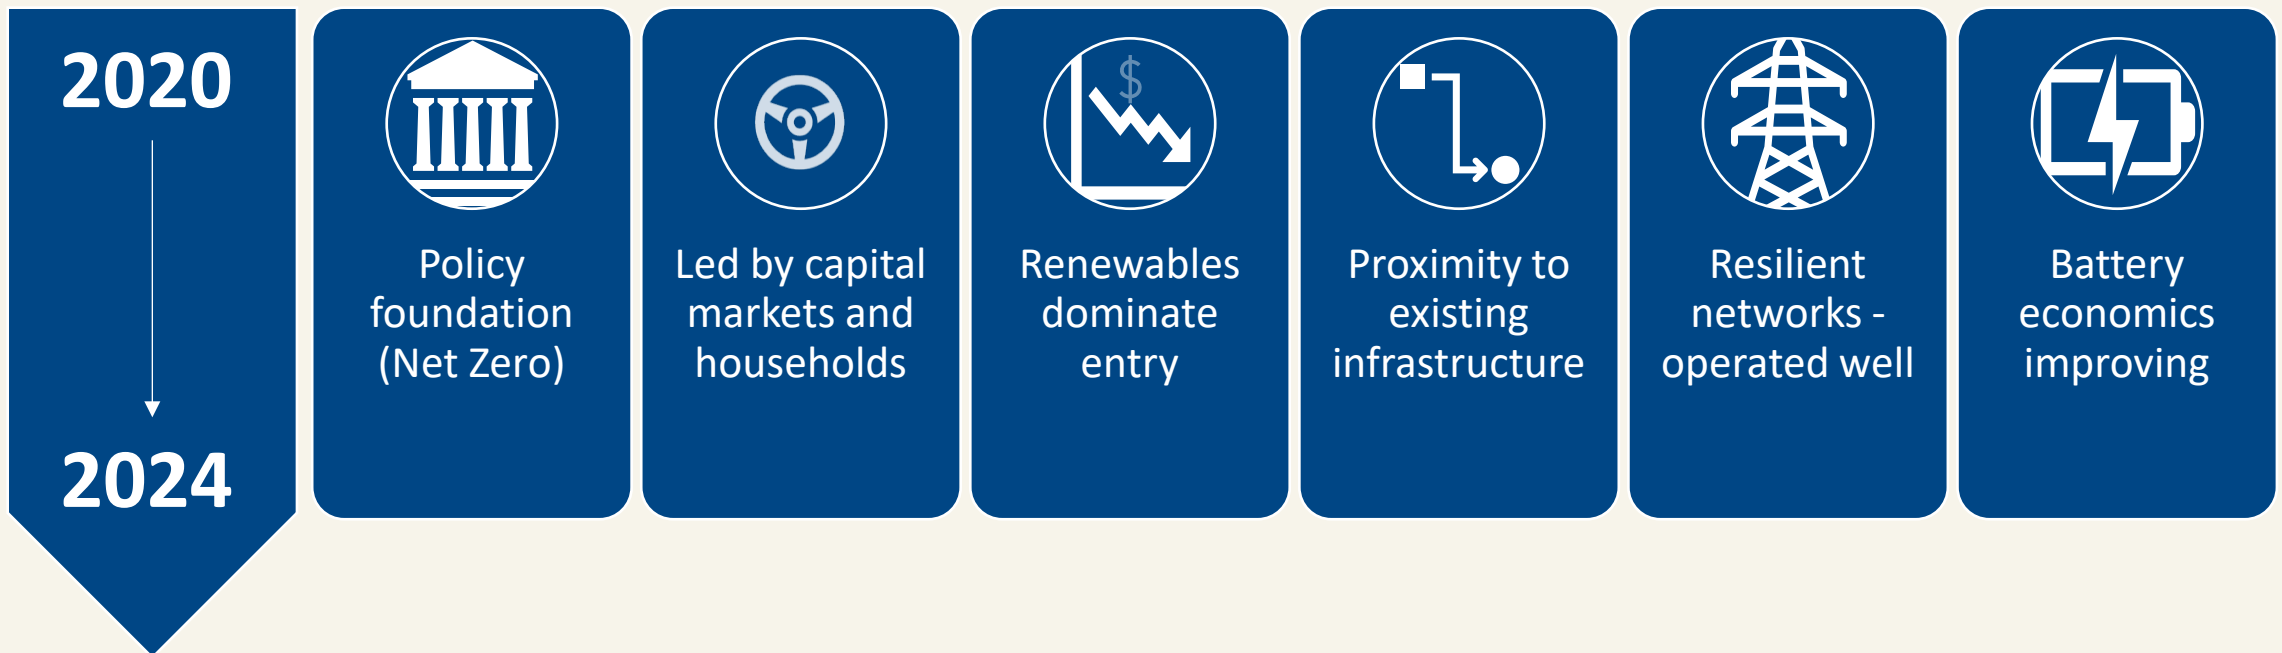 2020
2024
Policy
foundation
(Net Zero)
Led by capital
markets and
households
$
Renewables
dominate
entry
Proximity to
existing
infrastructure
Resilient
networks -
operated well
Battery
economics
improving